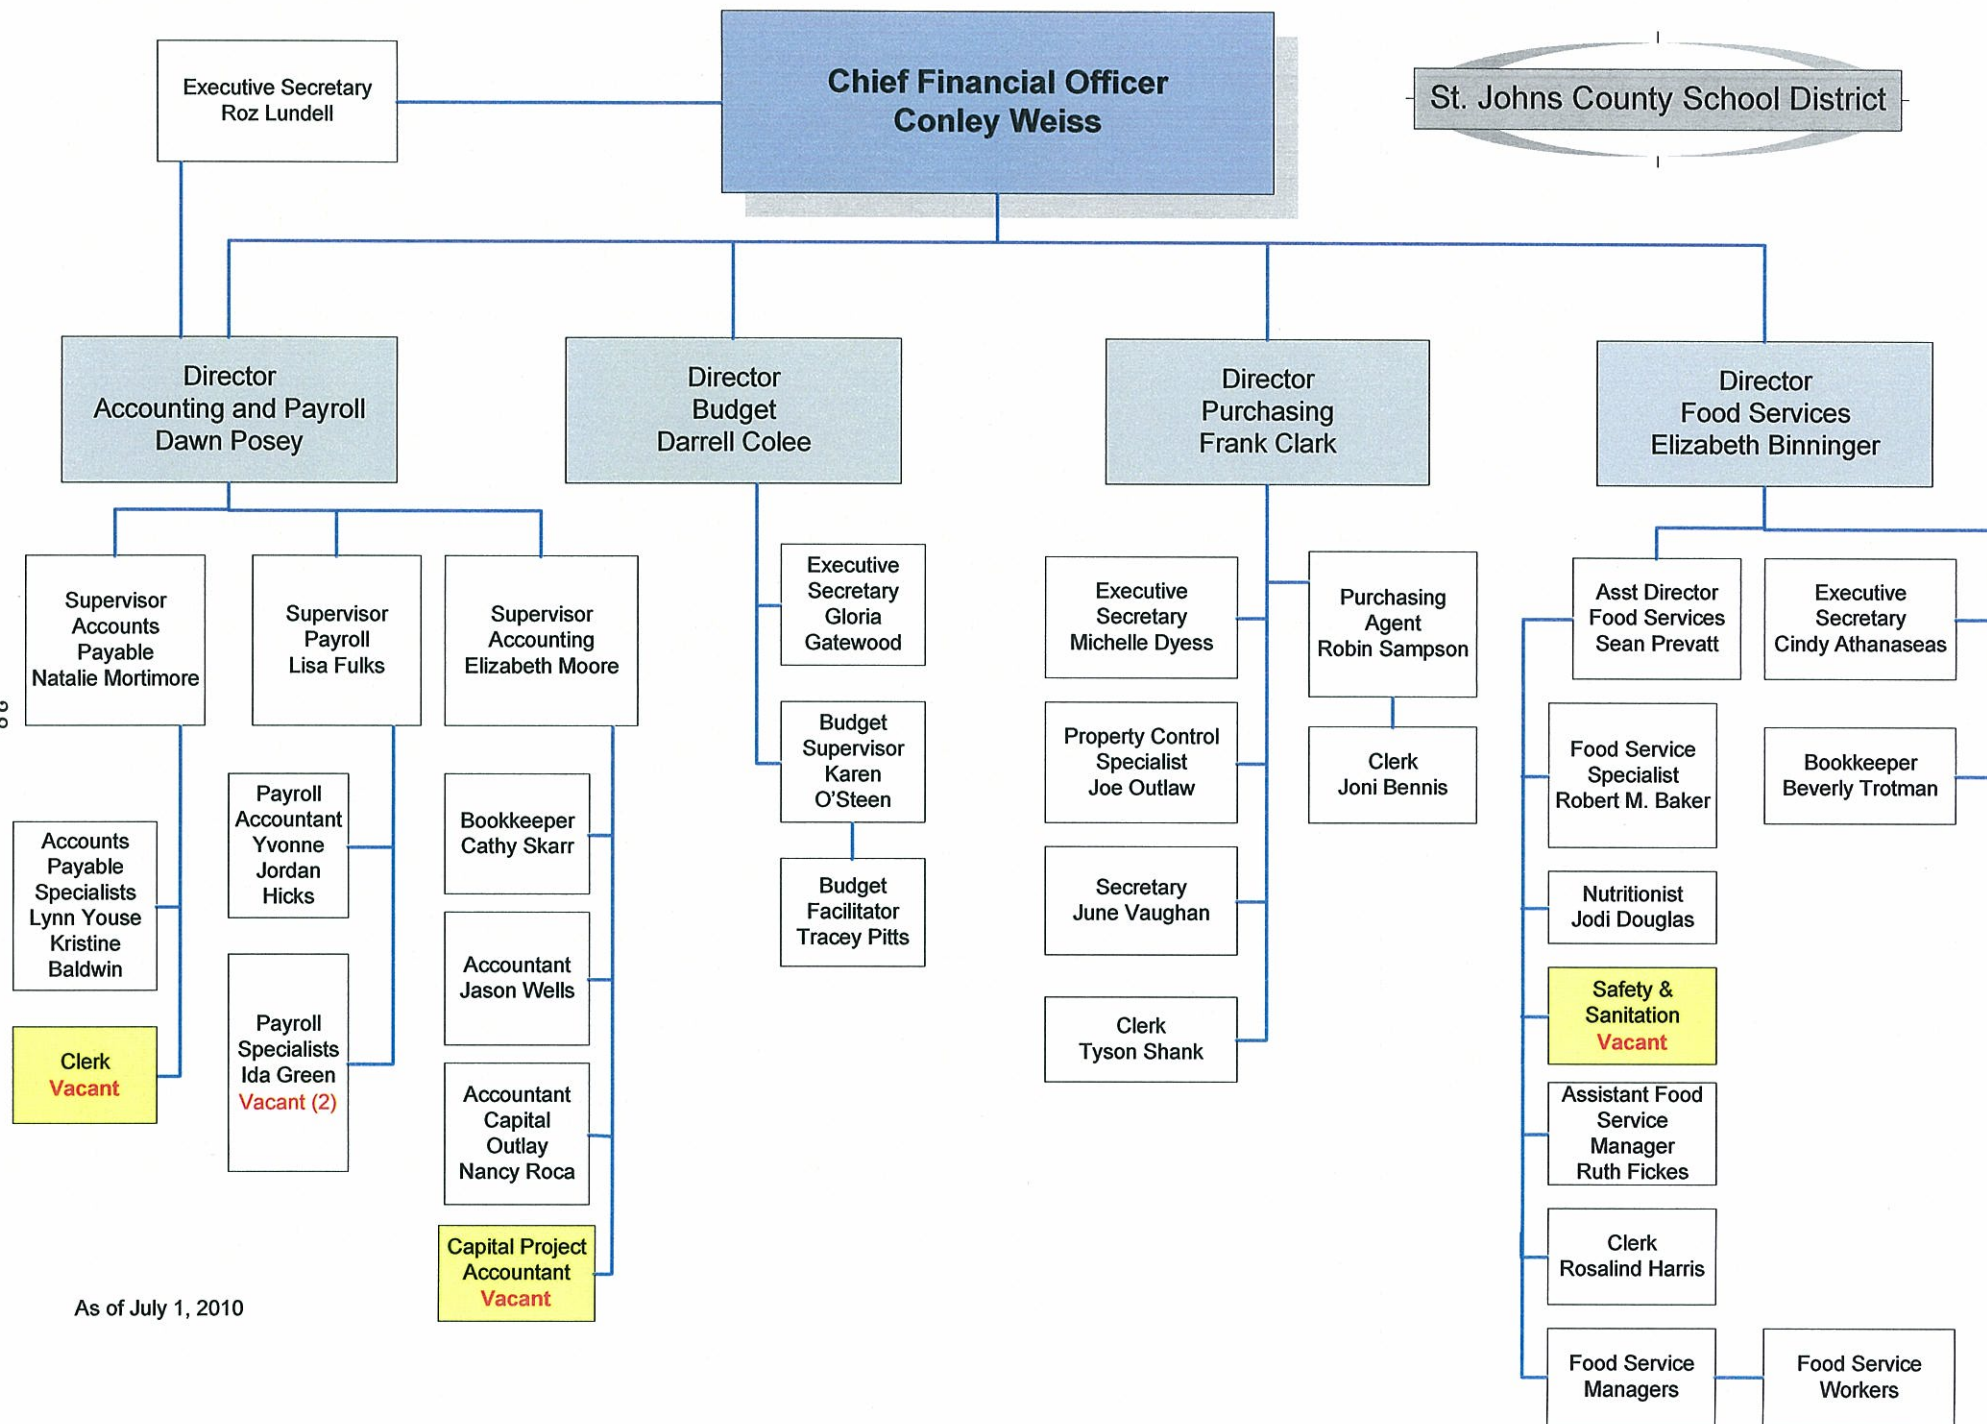 Executive Secretary
Roz Lundell
Chief Financial Officer
Conley Weiss
St. Johns County School District
Director
Accounting and Payroll
Dawn Posey
Director
Budget
Darrell Colee
Director
Purchasing
Frank Clark
Director
Food Services
Elizabeth Binninger
Supervisor
Accounts
Payable
Natalie Mortimore
Supervisor
Payroll
Lisa Fulks
Supervisor
Accounting
Elizabeth Moore
Accounts
Payable
Specialists
Lynn Youse
Kristine
Baldwin
Clerk
Vacant
Payroll
Accountant
Yvonne
Jordan
Hicks
Payroll
Specialists
Ida Green
Vacant (2)
Bookkeeper
Cathy Skarr
Accountant
Jason Wells
Accountant
Capital
Outlay
Nancy Roca
Capital Project
Accountant
Vacant
Executive
Secretary
Gloria
Gatewood
Budget
Supervisor
Karen
O'Steen
Budget
Facilitator
Tracey Pitts
Executive
Secretary
Michelle Dyess
Property Control
Specialist
Joe Outlaw
Secretary
June Vaughan
Clerk
Tyson Shank
Purchasing
Agent
Robin Sampson
Clerk
Joni Bennis
Asst Director
Food Services
Sean Prevatt
Executive
Secretary
Cindy Athanaseas
Food Service
Specialist
Robert M. Baker
Bookkeeper
Beverly Trotman
Nutritionist
Jodi Douglas
Safety &
Sanitation
Vacant
Assistant Food
Service
Manager
Ruth Fickes
Clerk
Rosalind Harris
Food Service
Managers
Food Service
Workers
As of July 1, 2010